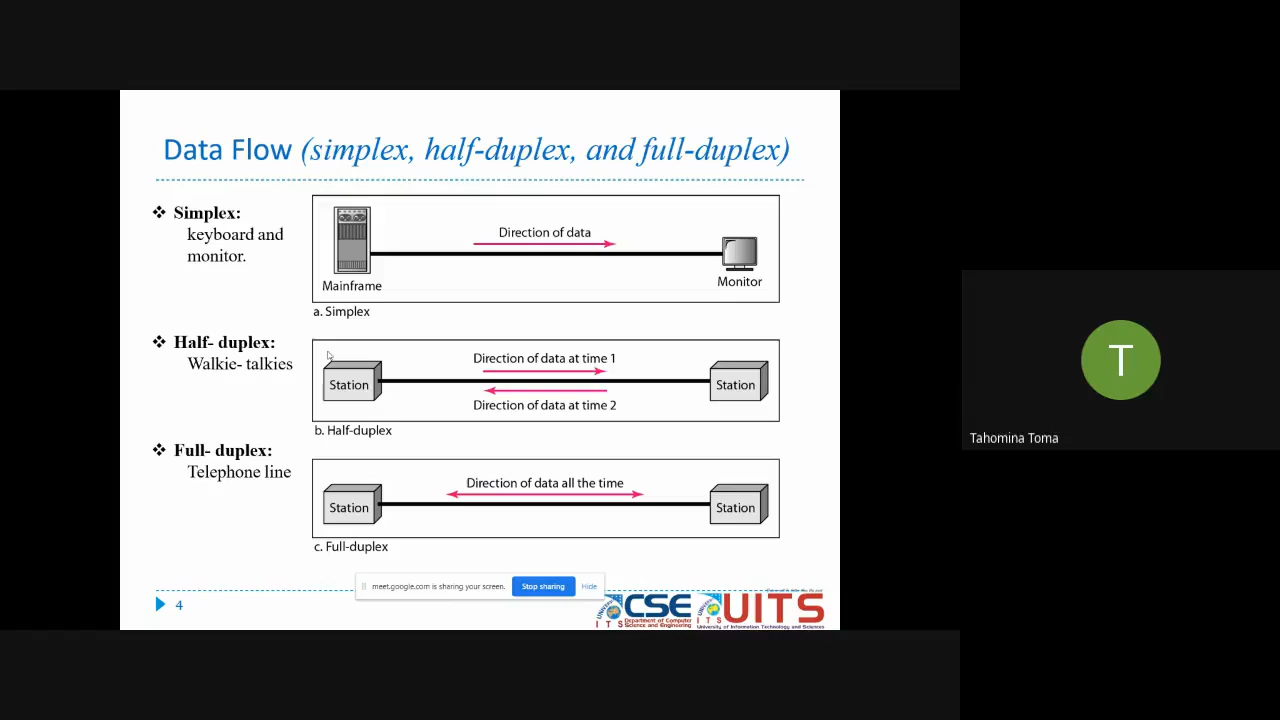 Data Flow (simplex, half-duplex, and full-duplex)
❖ Simplex:
keyboard and
monitor.
Direction of data
Mainframe
Monitor
a. Simplex
❖ Half- duplex:
Walkie- talkies
Direction of data at time 1
Station
Station
Direction of data at time 2
b. Half-duplex
❖ Full- duplex:
Telephone line
Direction of data all the time
Station
Station
c. Full-duplex
meet.google.com is sharing your screen.
Stop sharing
Hide
4
CSE
Department of Computer
Science and Engineering
UITS
University of Information Technology and Sciences
T
Tahomina Toma